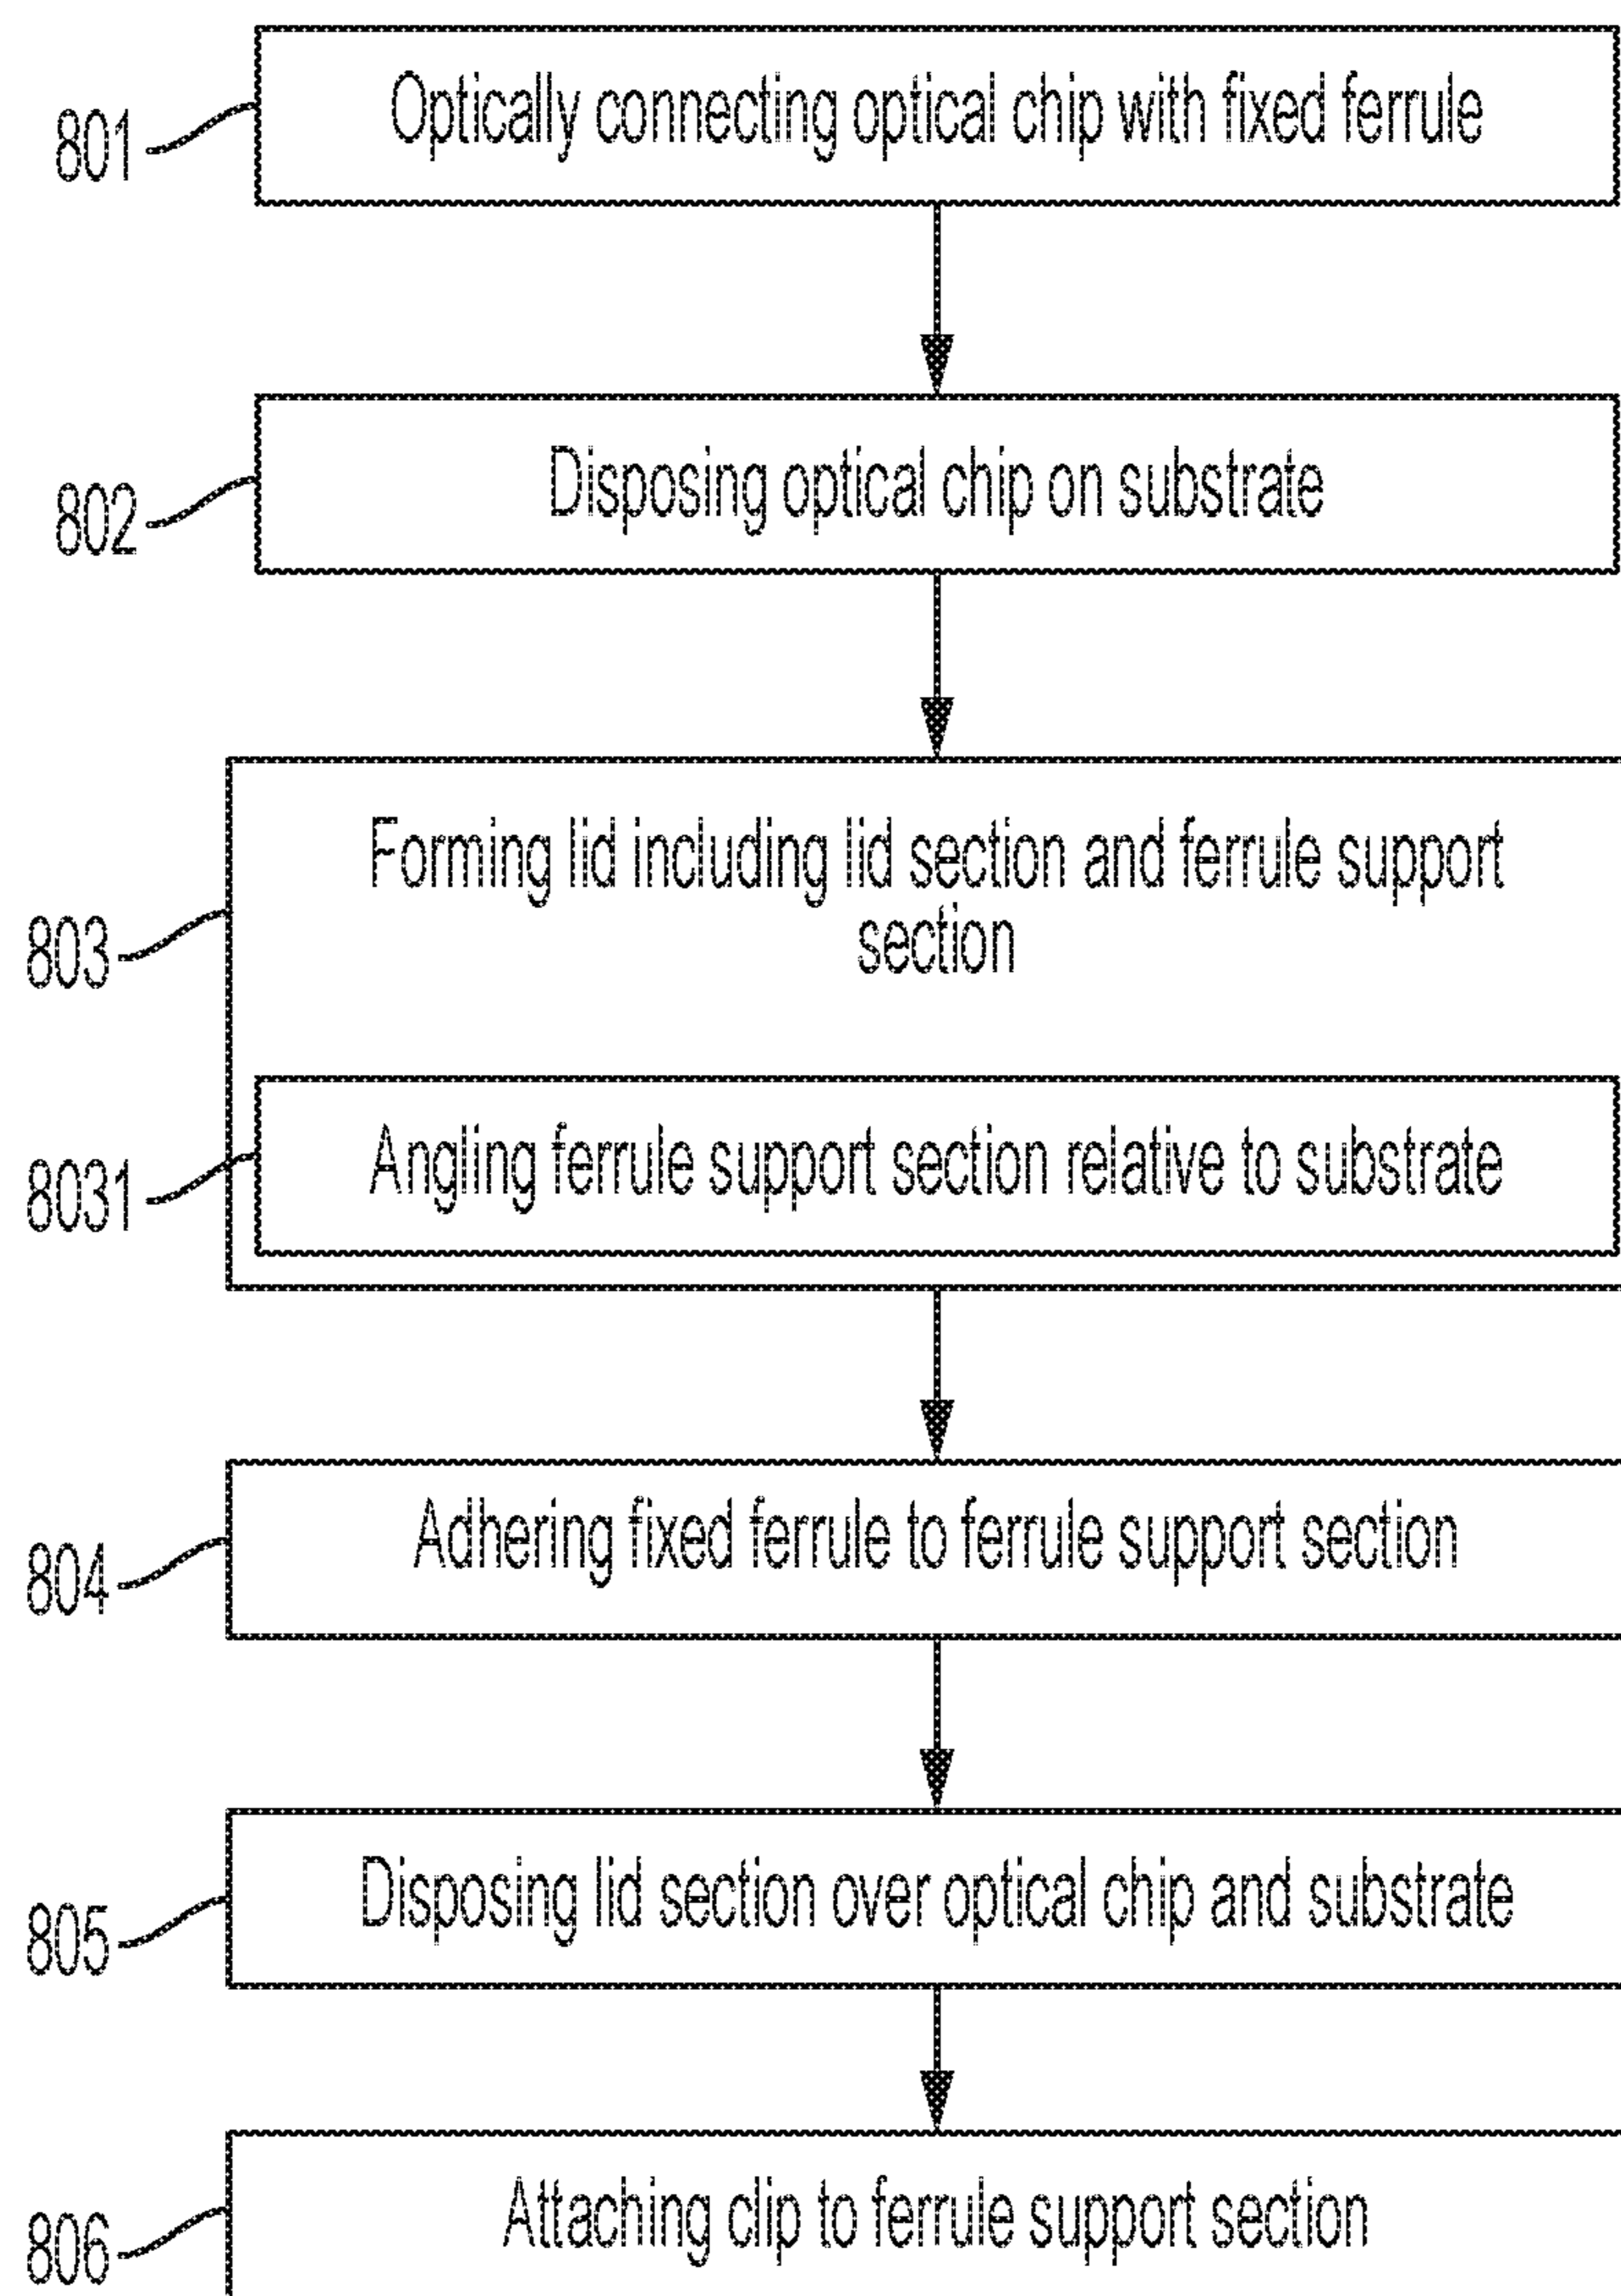 801
Optically connecting optical chip with fixed ferrule
802
Disposing optical chip on substrate
803
Forming lid including lid section and ferrule support
section
8031
Angling ferrule support section relative to substrate
804
Adhering fixed ferrule to ferrule support section
805
Disposing lid section over optical chip and substrate
806
Attaching clip to ferrule support section